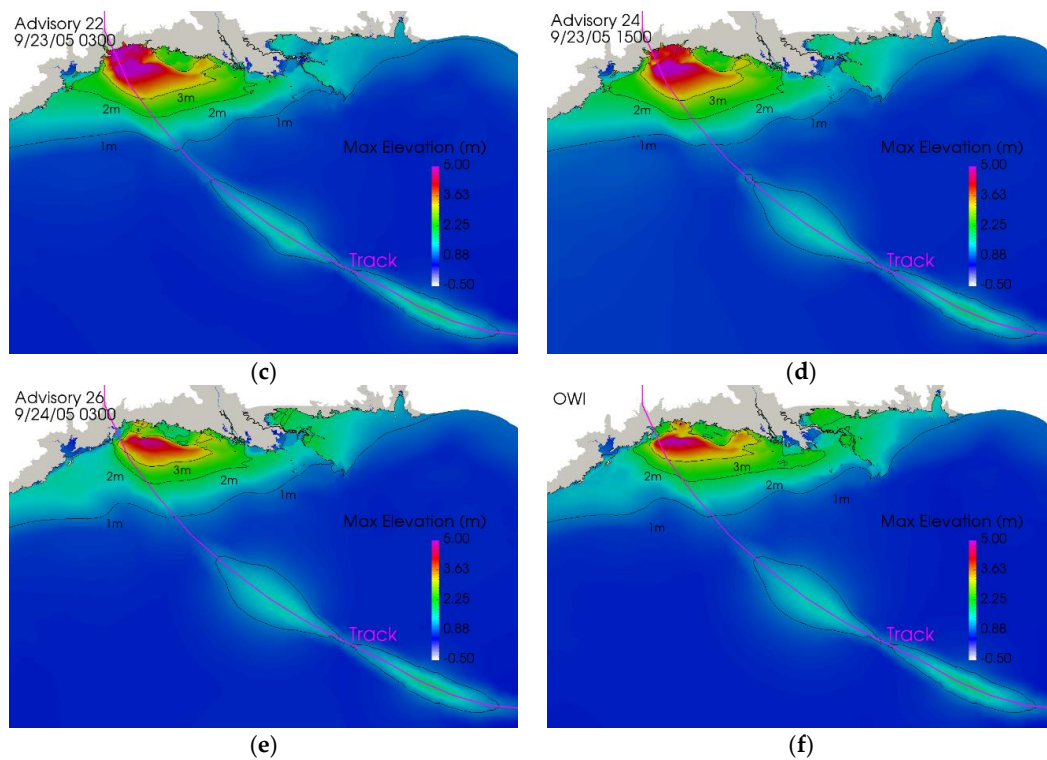 Advisory 22
9/23/05 0300
3m
2m
2m
1m
1m
Max Elevation (m)
5.00
3.63
2.25
0.88
-0.50
Track
(c)
Advisory 24
9/23/05 1500
3m
2m
2m
1m
1m
Max Elevation (m)
5.00
3.63
2.25
0.88
-0.50
Track
(d)
Advisory 26
9/24/05 0300
3m
2m
2m
1m
1m
Max Elevation (m)
5.00
3.63
2.25
0.88
-0.50
Track
(e)
OWI
3m
2m
2m
1m
1m
Max Elevation (m)
5.00
3.63
2.25
0.88
-0.50
Track
(f)